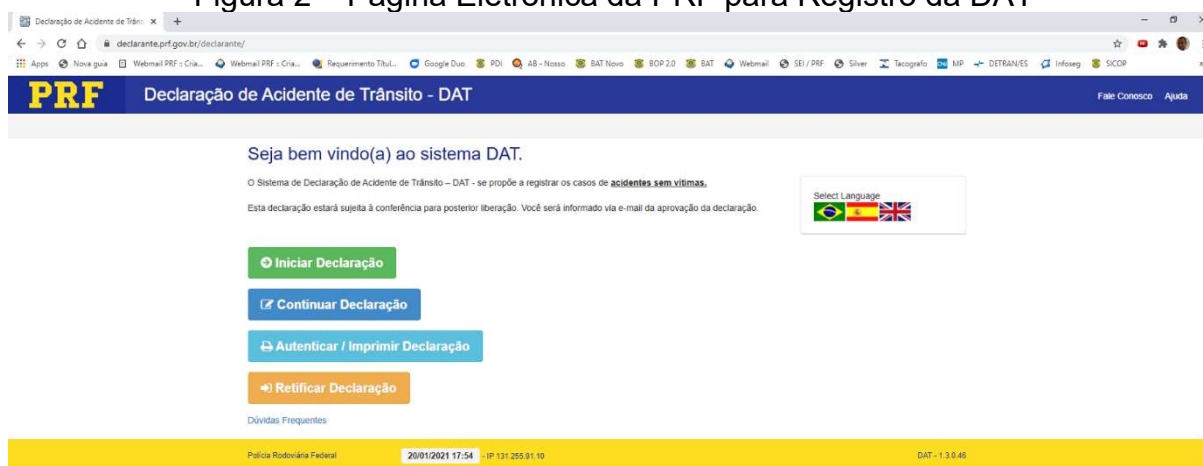 Figura 2 – Página Eletrônica da PRF para Registro da DAT
Declaração de Acidente de Trâns
declarante.prf.gov.br/declarante/
Apps Nova guia Webmail PRF :: Cria... Webmail PRF :: Cria... Requerimento Titul... Google Duo PDI AB - Nosso BAT Novo BOP 2.0 BAT Webmail SEI / PRF Silver Tacografo MP DETRAN/ES Infoseg SICOP
PRF Declaração de Acidente de Trânsito - DAT Fale Conosco Ajuda
Seja bem vindo(a) ao sistema DAT.
O Sistema de Declaração de Acidente de Trânsito – DAT - se propõe a registrar os casos de acidentes sem vítimas.
Select Language
Esta declaração estará sujeita à conferência para posterior liberação. Você será informado via e-mail da aprovação da declaração.
Iniciar Declaração
Continuar Declaração
Autenticar / Imprimir Declaração
Retificar Declaração
Dúvidas Frequentes
Polícia Rodoviária Federal 20/01/2021 17:54 - IP 131.255.91.10 DAT - 1.3.0.46